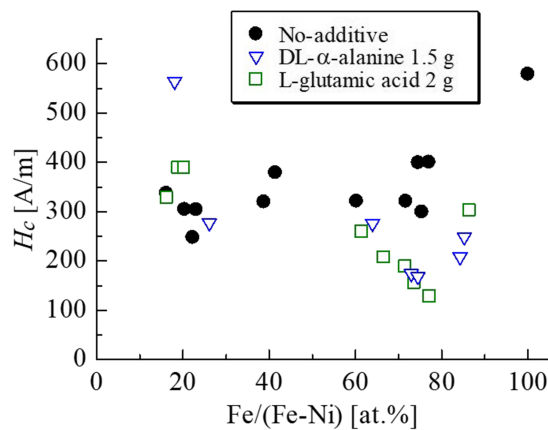 No-additive
DL-α-alanine 1.5 g
L-glutamic acid 2 g
600
500
400
300
200
100
0
Hc [A/m]
0 20 40 60 80 100
Fe/(Fe-Ni) [at.%]